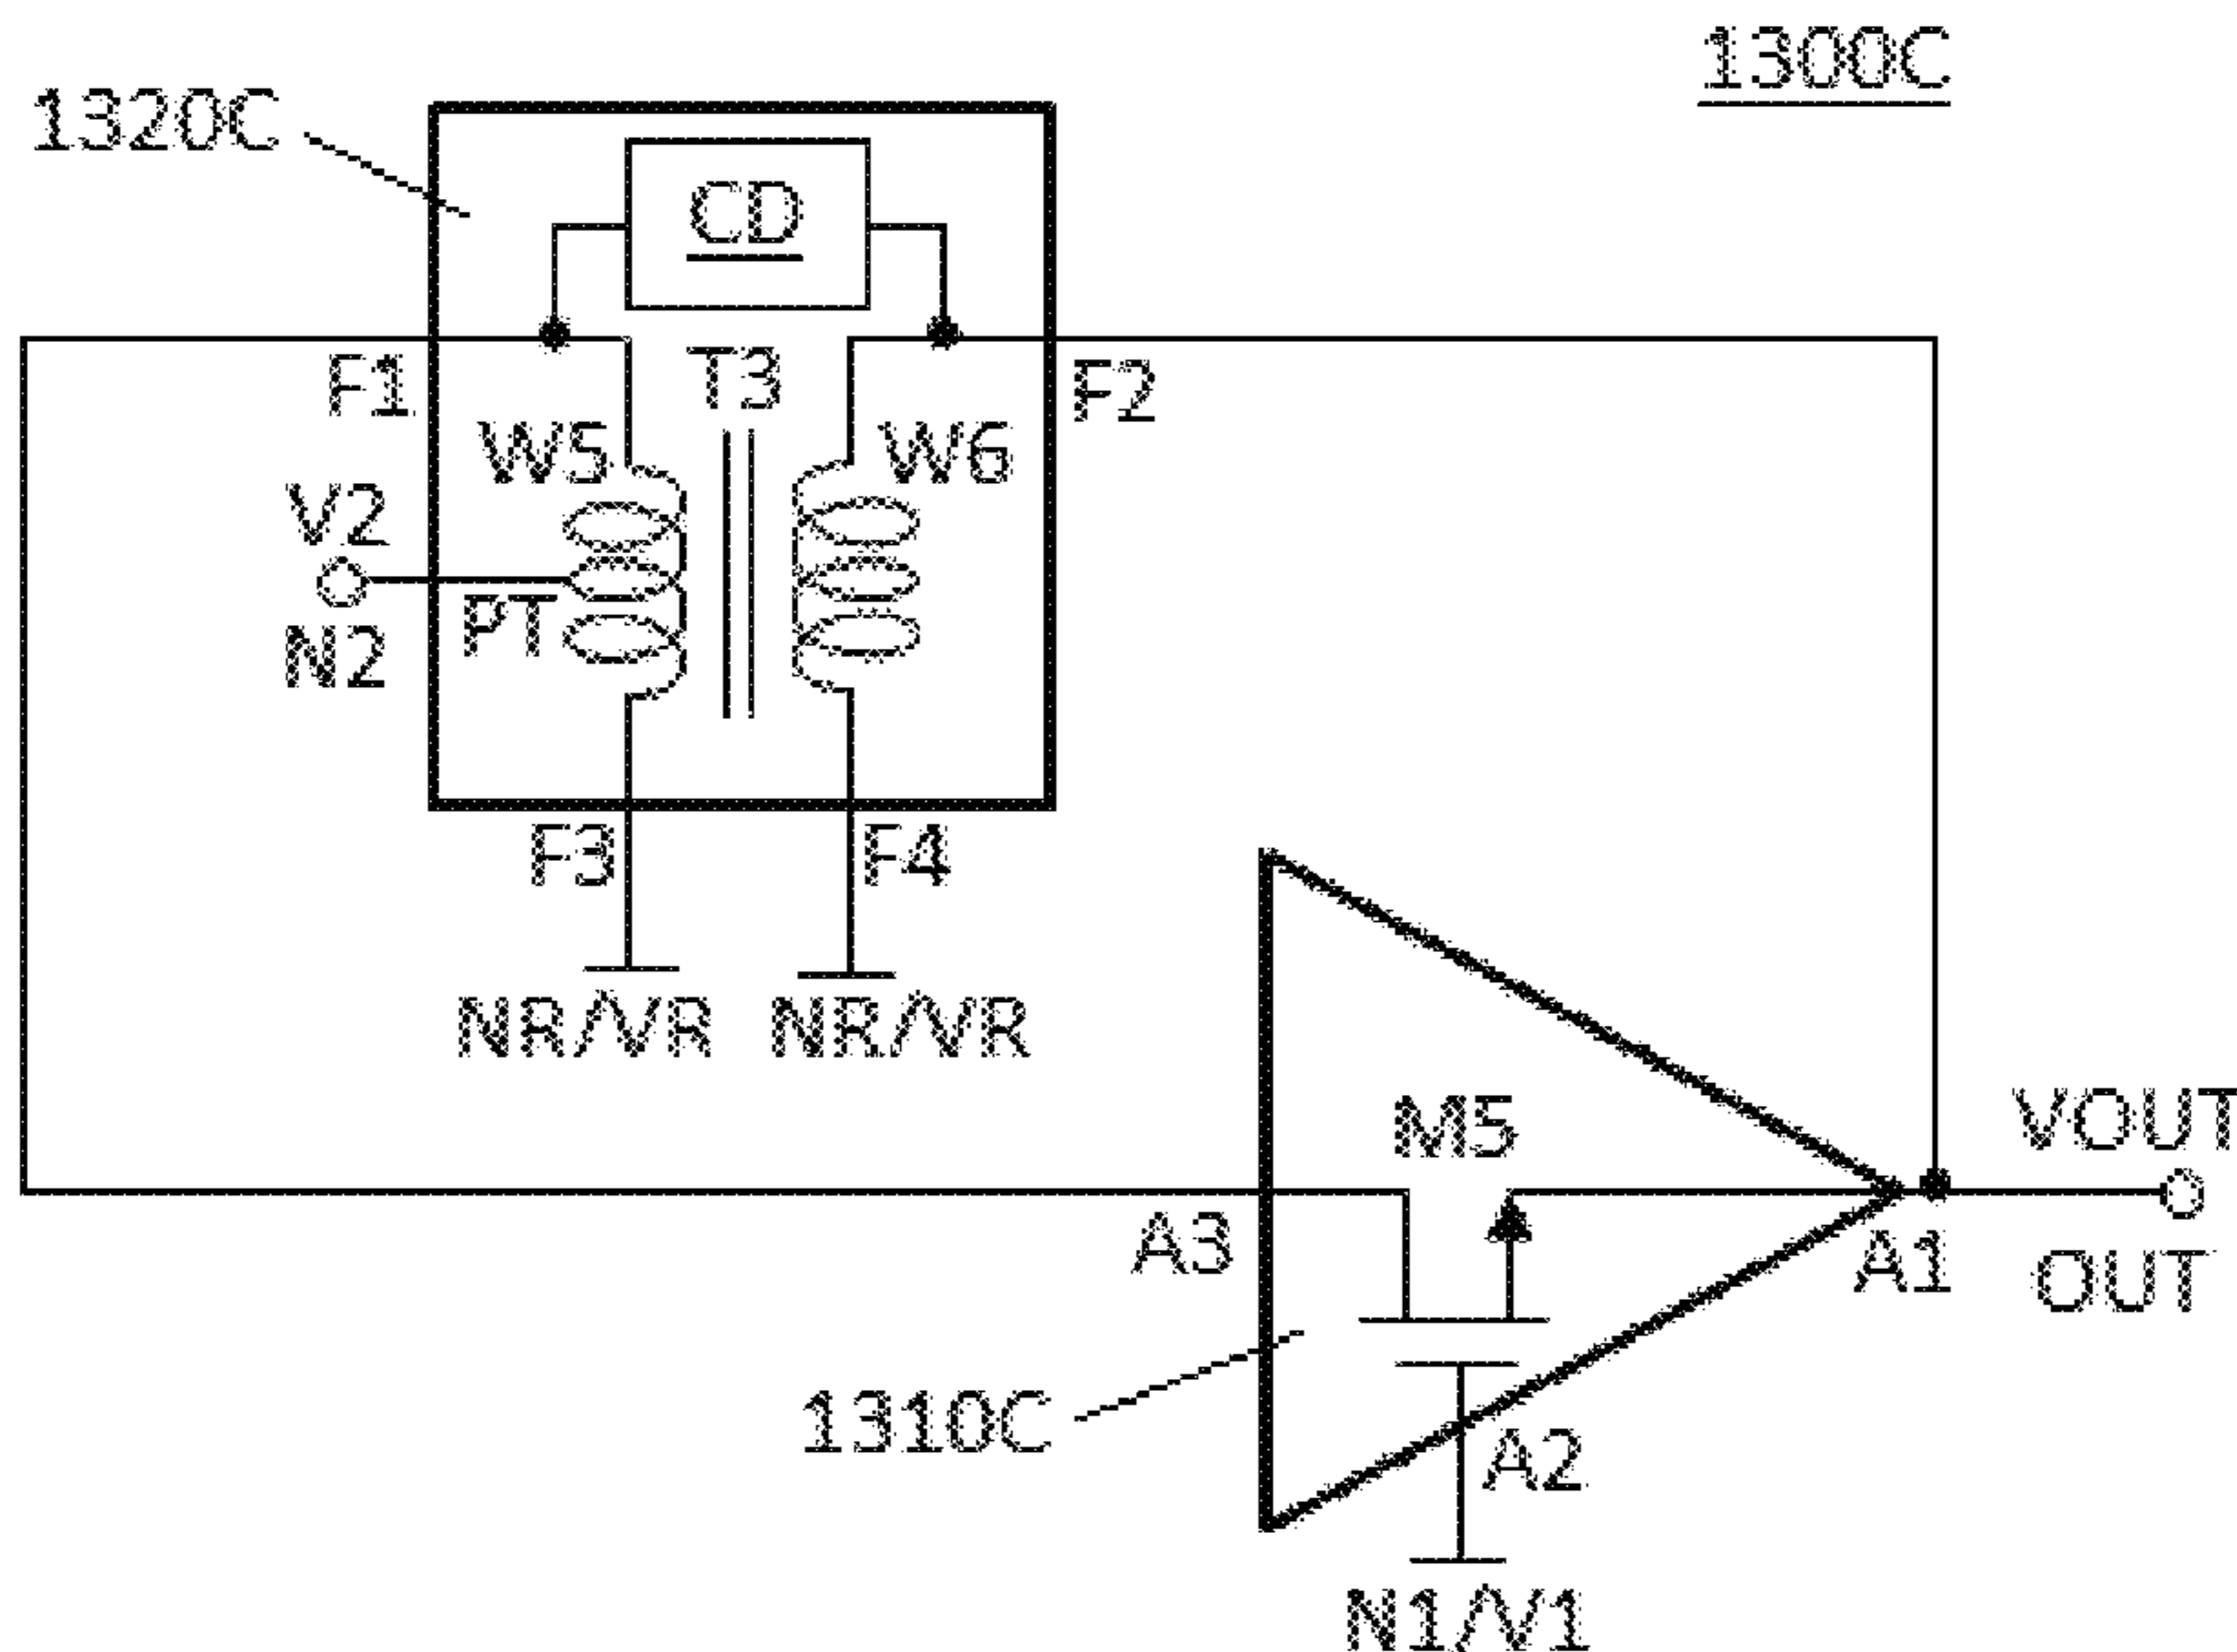 1300C
1320C
CD
F1
T3
F2
W5
W6
V2
PT
N2
F3
F4
NR/VR
NR/VR
M5
VOUT
A3
A1
OUT
1310C
A2
N1/V1